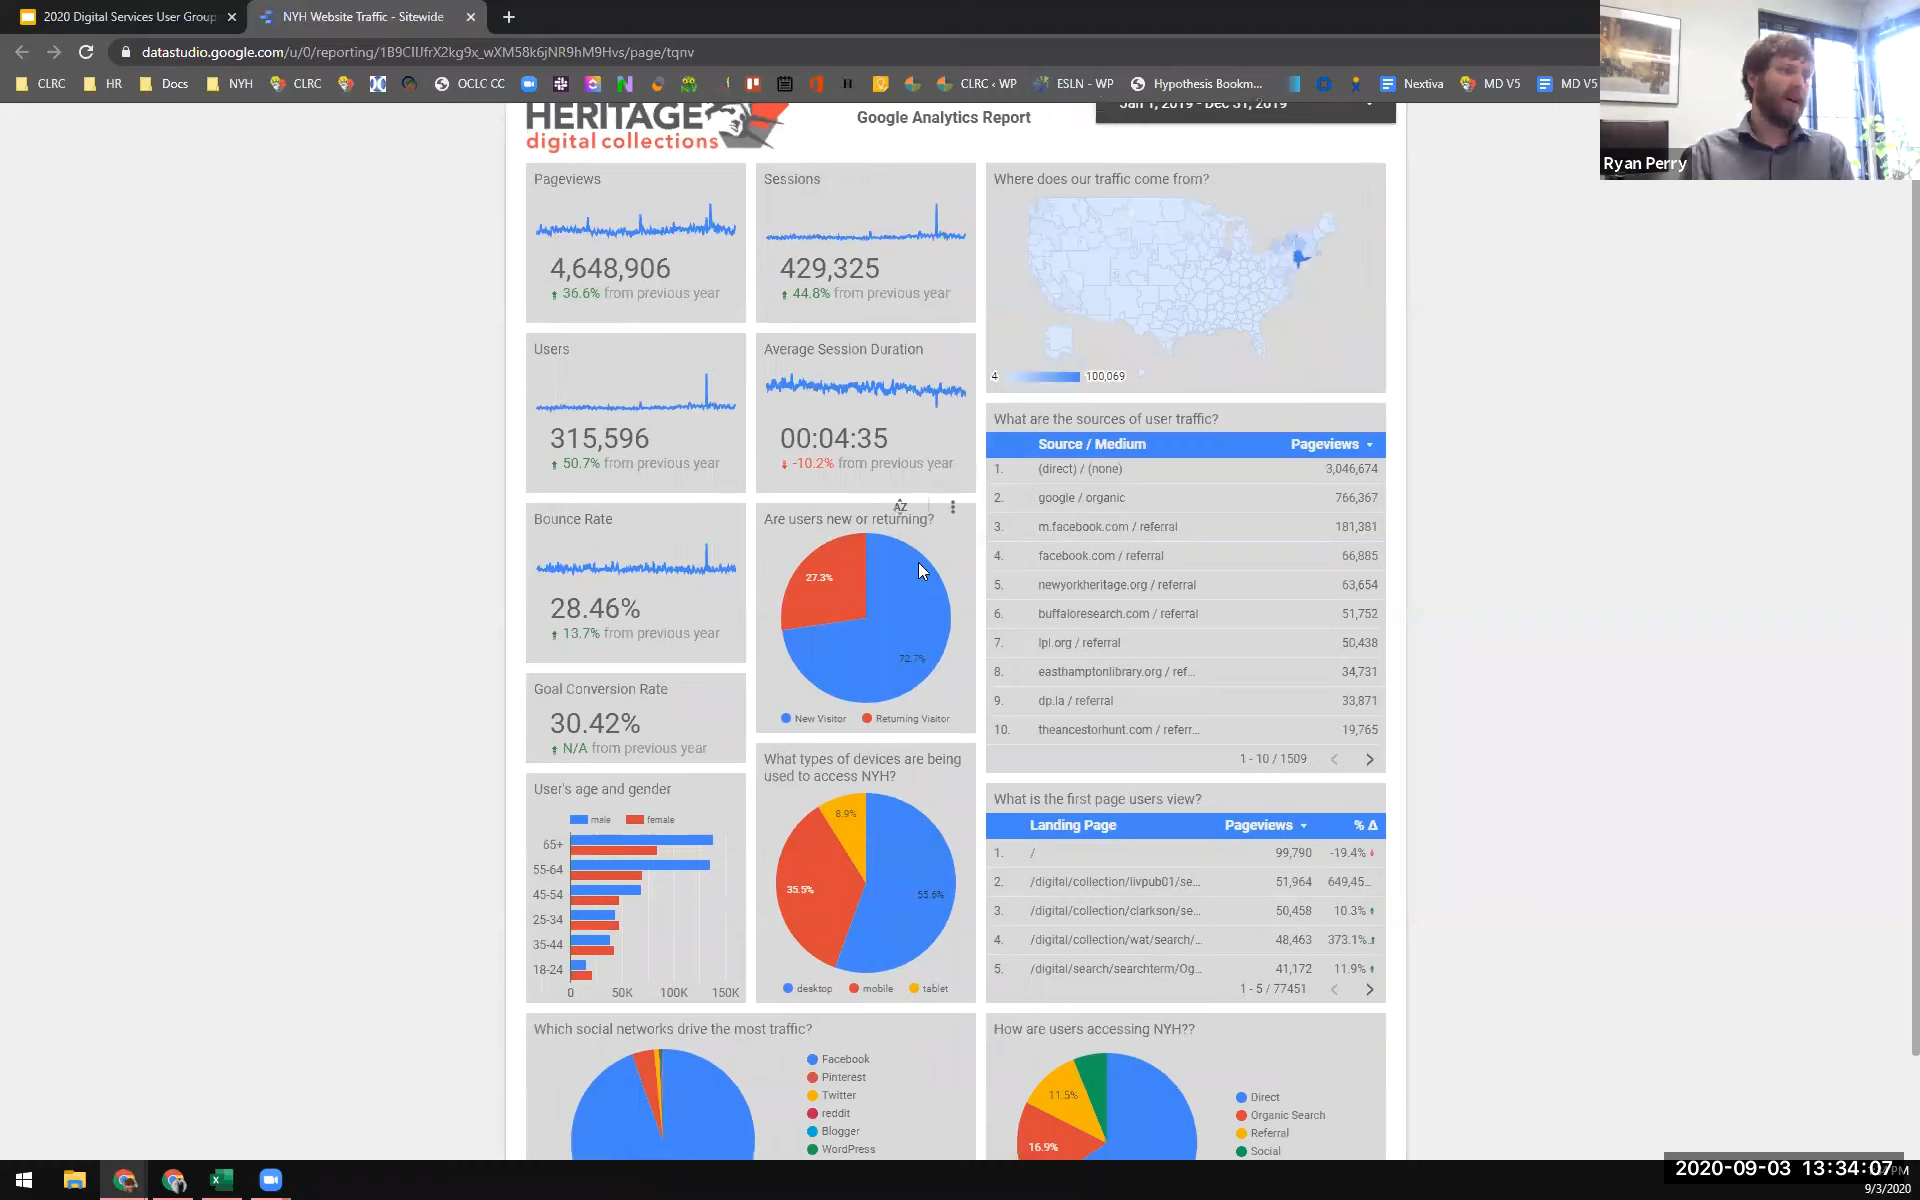 2020 Digital Services User Group
NYH Website Traffic - Sitewide
datastudio.google.com/u/0/reporting/1B9CIlJfrX2kg9x_wXM58k6jNR9hM9Hvs/page/tqnv
CLRC
HR
Docs
NYH
CLRC
OCLC CC
CLRC ‹ WP
ESLN - WP
Hypothesis Bookm...
Nextiva
MD V5
MD V5
Ryan Perry
HERITAGE
digital collections
Google Analytics Report
Jan 1, 2019 - Dec 31, 2019
Pageviews
4,648,906
36.6% from previous year
Sessions
429,325
44.8% from previous year
Where does our traffic come from?
4
100,069
Users
315,596
50.7% from previous year
Average Session Duration
00:04:35
-10.2% from previous year
What are the sources of user traffic?
Source / Medium Pageviews
1. (direct) / (none) 3,046,674
2. google / organic 766,367
3. m.facebook.com / referral 181,381
4. facebook.com / referral 66,885
5. newyorkheritage.org / referral 63,654
6. buffaloresearch.com / referral 51,752
7. lpl.org / referral 50,438
8. easthamptonlibrary.org / ref... 34,731
9. dp.la / referral 33,871
10. theancestorhunt.com / referr... 19,765
1 - 10 / 1509
Bounce Rate
28.46%
13.7% from previous year
AZ
Are users new or returning?
27.3%
72.7%
New Visitor
Returning Visitor
Goal Conversion Rate
30.42%
N/A from previous year
What types of devices are being
used to access NYH?
8.9%
35.5%
55.6%
desktop
mobile
tablet
User's age and gender
male
female
65+
55-64
45-54
25-34
35-44
18-24
0 50K 100K 150K
What is the first page users view?
Landing Page Pageviews % Δ
1. / 99,790 -19.4%
2. /digital/collection/livpub01/se... 51,964 649,45...
3. /digital/collection/clarkson/se... 50,458 10.3%
4. /digital/collection/wat/search/... 48,463 373.1%
5. /digital/search/searchterm/Og... 41,172 11.9%
1 - 5 / 77451
Which social networks drive the most traffic?
Facebook
Pinterest
Twitter
reddit
Blogger
WordPress
How are users accessing NYH??
11.5%
16.9%
Direct
Organic Search
Referral
Social
2020-09-03 13:34:07
9/3/2020